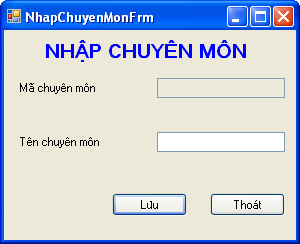 NhapChuyenMonFrm
NHẬP CHUYÊN MÔN
Mã chuyên môn
Tên chuyên môn
Lưu Thoát